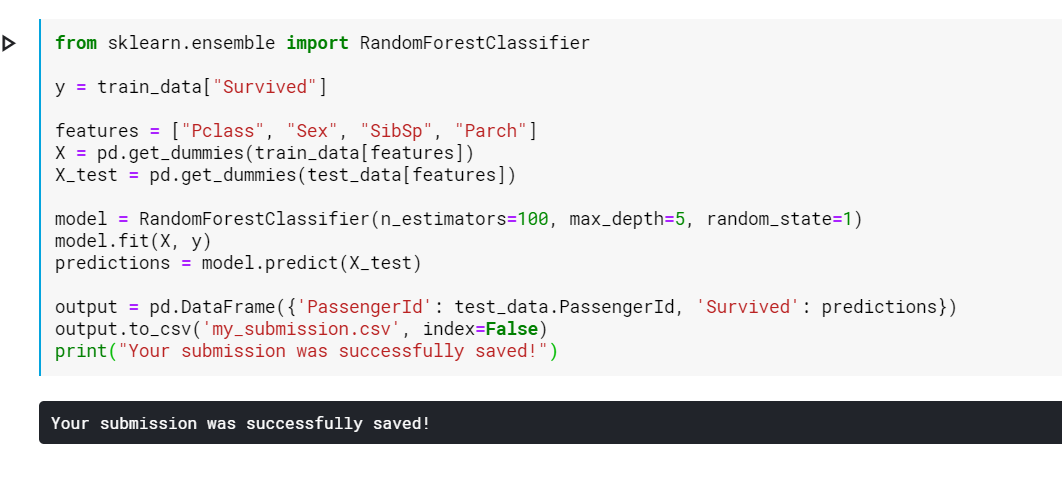 from sklearn.ensemble import RandomForestClassifier
y = train_data["Survived"]
features = ["Pclass", "Sex", "SibSp", "Parch"]
X = pd.get_dummies(train_data[features])
X_test = pd.get_dummies(test_data[features])
model = RandomForestClassifier(n_estimators=100, max_depth=5, random_state=1)
model.fit(X, y)
predictions = model.predict(X_test)
output = pd.DataFrame({'PassengerId': test_data.PassengerId, 'Survived': predictions})
output.to_csv('my_submission.csv', index=False)
print("Your submission was successfully saved!")
Your submission was successfully saved!